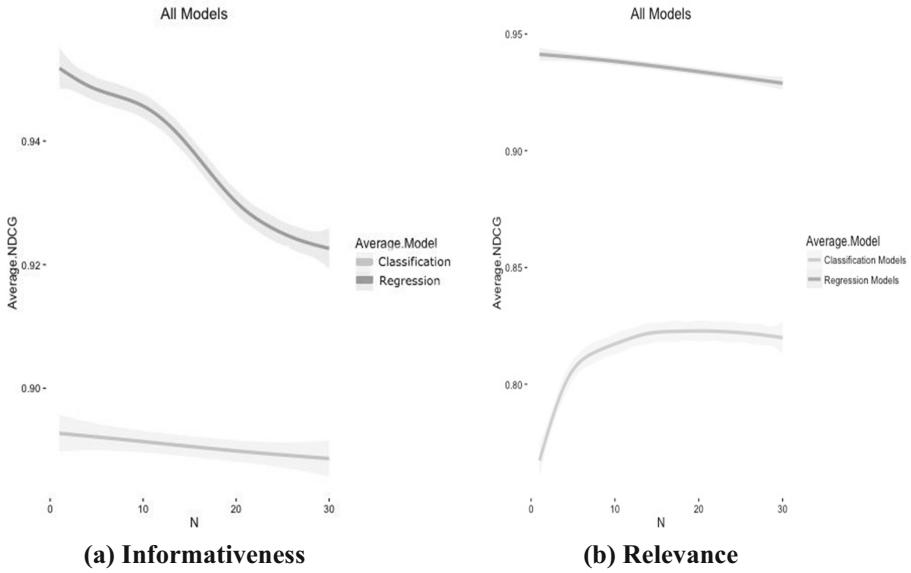 All Models
Average.NDCG
0.94
0.92
0.90
0
10
20
30
N
Average.Model
Classification
Regression
(a) Informativeness
All Models
Average.NDCG
0.95
0.90
0.85
0.80
0
10
20
30
N
Average.Model
Classification Models
Regression Models
(b) Relevance